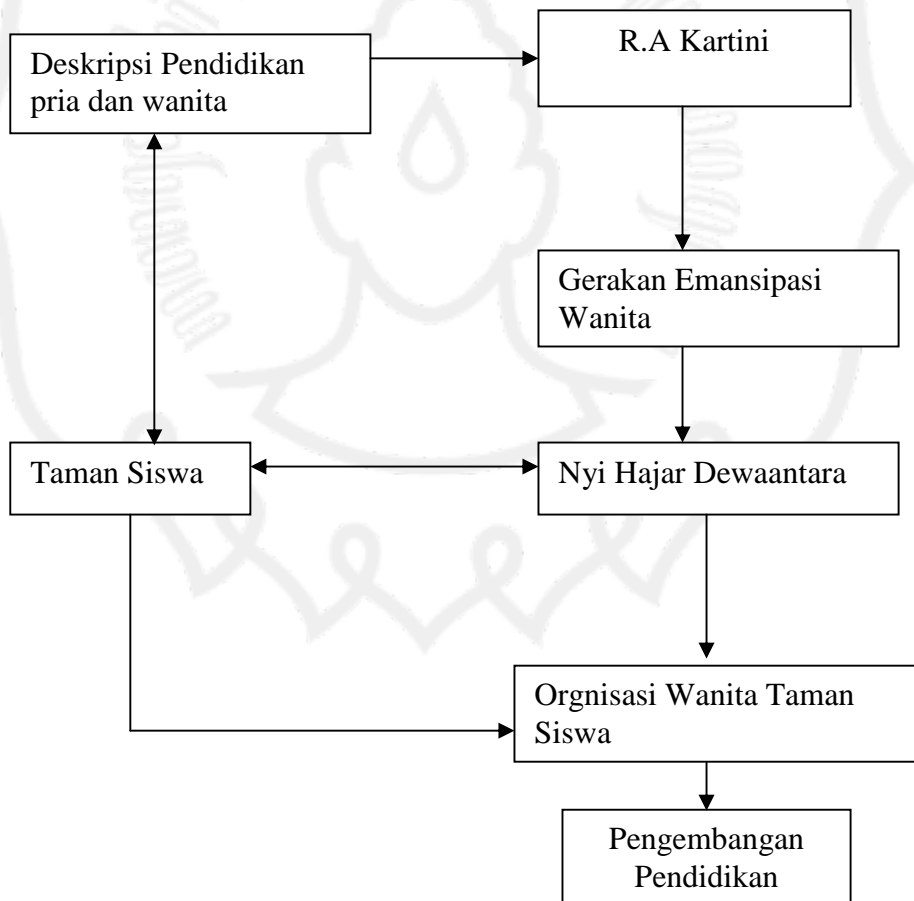 Deskripsi Pendidikan
pria dan wanita
R.A Kartini
Gerakan Emansipasi
Wanita
Taman Siswa
Nyi Hajar Dewaantara
Orgnisasi Wanita Taman
Siswa
Pengembangan
Pendidikan